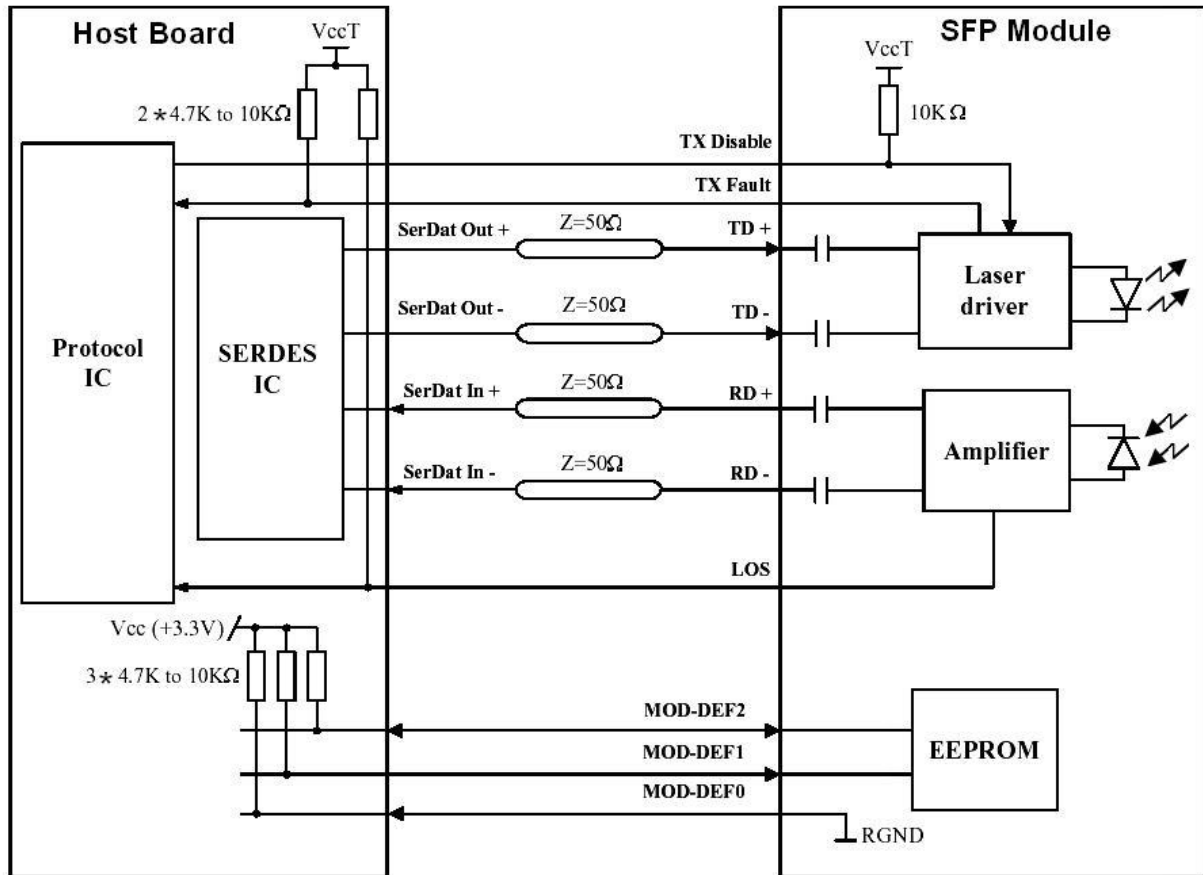 Host Board
SFP Module
VccT
VccT
2*4.7K to 10KΩ
10KΩ
TX Disable
TX Fault
SerDat Out +
Z=50Ω
TD +
SerDat Out -
Z=50Ω
TD -
Laser
driver
Protocol
IC
SERDES
IC
SerDat In +
Z=50Ω
RD +
SerDat In -
Z=50Ω
RD -
Amplifier
LOS
Vcc (+3.3V)
3*4.7K to 10KΩ
MOD-DEF2
MOD-DEF1
MOD-DEF0
EEPROM
RGND